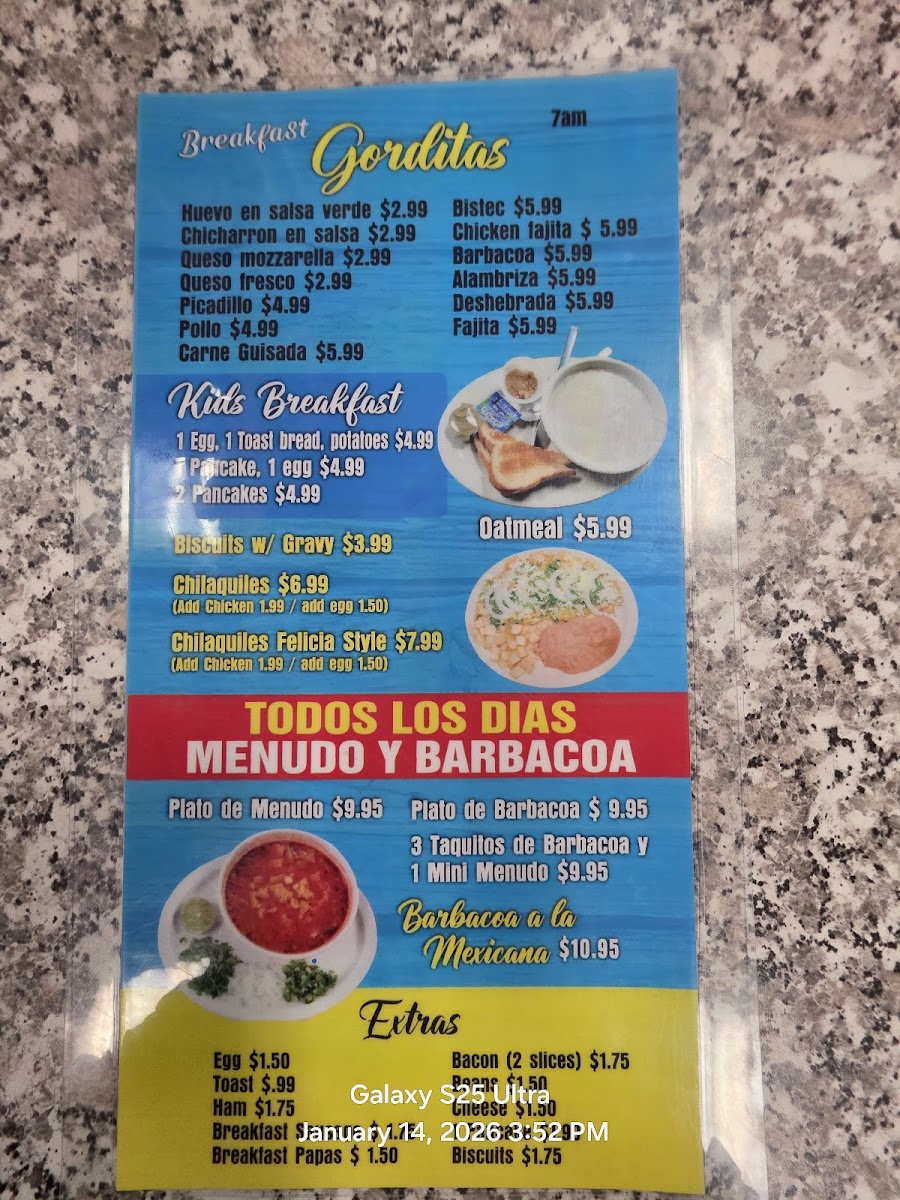 Breakfast Gorditas
7am
Huevo en salsa verde $2.99
Chicharron en salsa $2.99
Queso mozzarella $2.99
Queso fresco $2.99
Picadillo $4.99
Pollo $4.99
Carne Guisada $5.99
Bistec $5.99
Chicken fajita $ 5.99
Barbacoa $5.99
Alambriza $5.99
Deshebrada $5.99
Fajita $5.99
Kids Breakfast
1 Egg, 1 Toast bread, potatoes $4.99
1 Pancake, 1 egg $4.99
2 Pancakes $4.99
Oatmeal $5.99
Biscuits w/ Gravy $3.99
Chilaquiles $6.99
(Add Chicken 1.99 / add egg 1.50)
Chilaquiles Felicia Style $7.99
(Add Chicken 1.99 / add egg 1.50)
TODOS LOS DIAS
MENUDO Y BARBACOA
Plato de Menudo $9.95
Plato de Barbacoa $ 9.95
3 Taquitos de Barbacoa y
1 Mini Menudo $9.95
Barbacoa a la
Mexicana $10.95
Extras
Egg $1.50
Toast $.99
Ham $1.75
Breakfast
Breakfast Papas $ 1.50
Bacon (2 slices) $1.75
Beans $1.50
Cheese $1.50
Biscuits $1.75
Galaxy S25 Ultra
January 14, 2026 3:52 PM